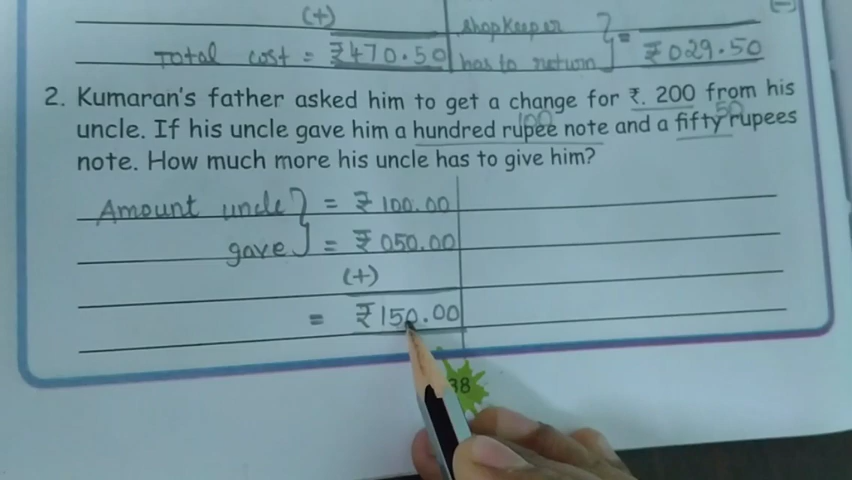 (+)
shopkeeper
(-)
Total cost = ₹470.50
has to return } = ₹029.50
2. Kumaran's father asked him to get a change for ₹. 200 from his
100 50
uncle. If his uncle gave him a hundred rupee note and a fifty rupees
note. How much more his uncle has to give him?
Amount uncle } = ₹100.00
gave } = ₹050.00
(+)
= ₹150.00
38